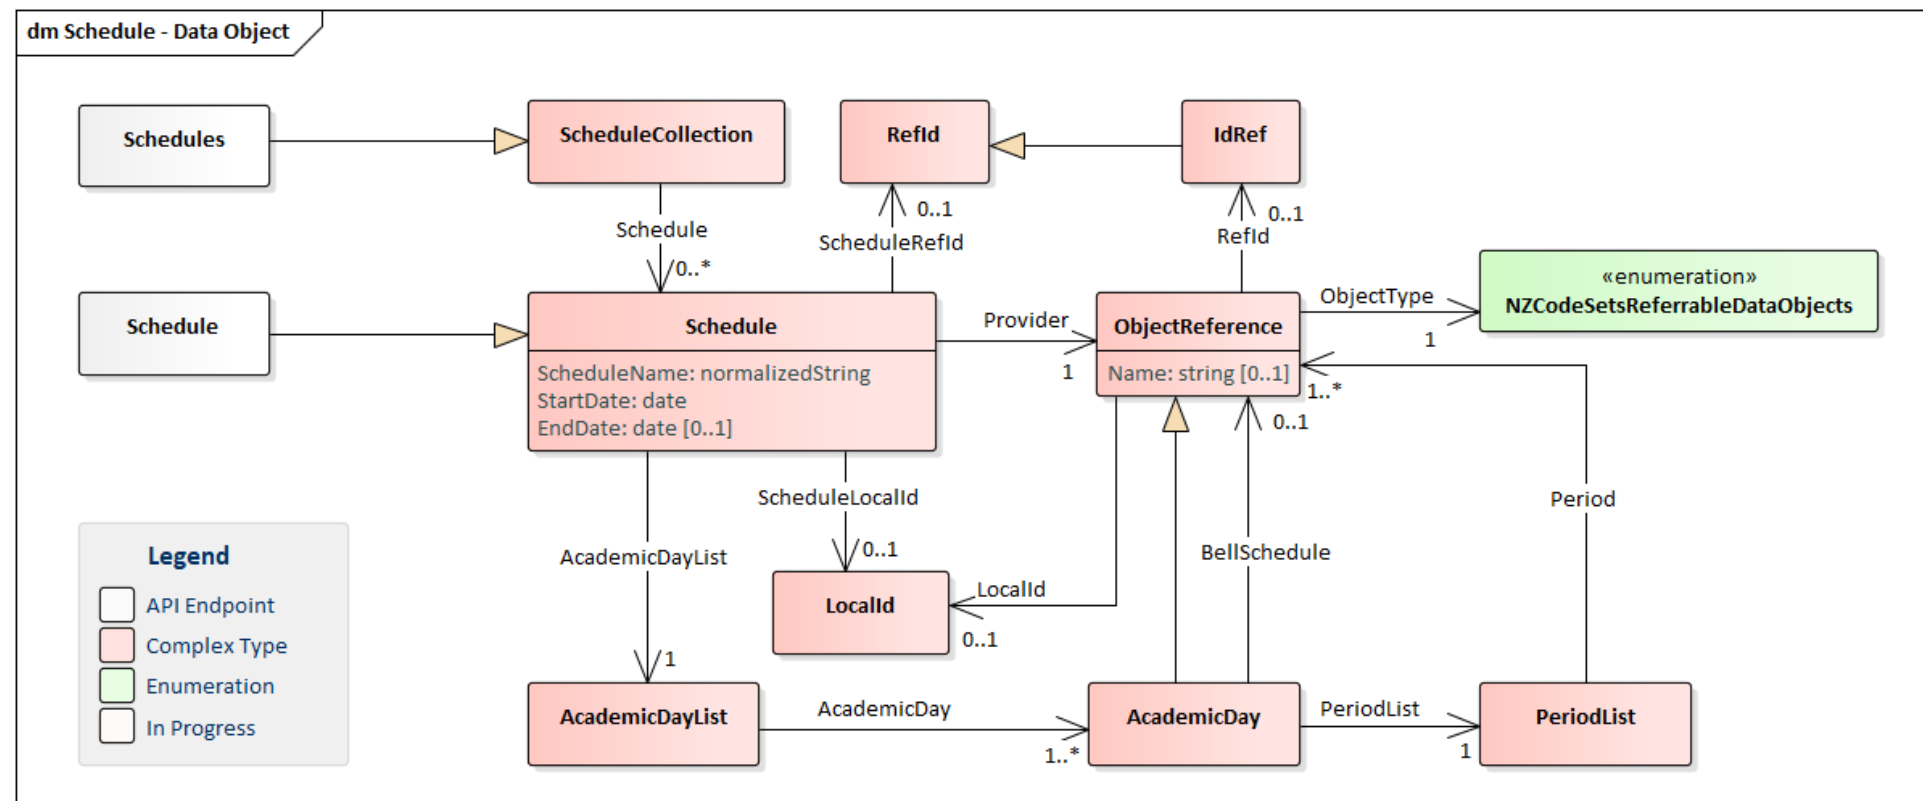 dm Schedule - Data Object
Schedules
ScheduleCollection
RefId
IdRef
Schedule
0..*
0..1
ScheduleRefId
0..1
RefId
«enumeration»
NZCodeSetsReferrableDataObjects
Schedule
Schedule
ScheduleName: normalizedString
StartDate: date
EndDate: date [0..1]
Provider
1
ObjectReference
Name: string [0..1]
ObjectType
1
1..*
0..1
ScheduleLocalId
0..1
Period
AcademicDayList
1
BellSchedule
LocalId
LocalId
0..1
Legend
API Endpoint
Complex Type
Enumeration
In Progress
AcademicDayList
AcademicDay
1..*
AcademicDay
PeriodList
1
PeriodList